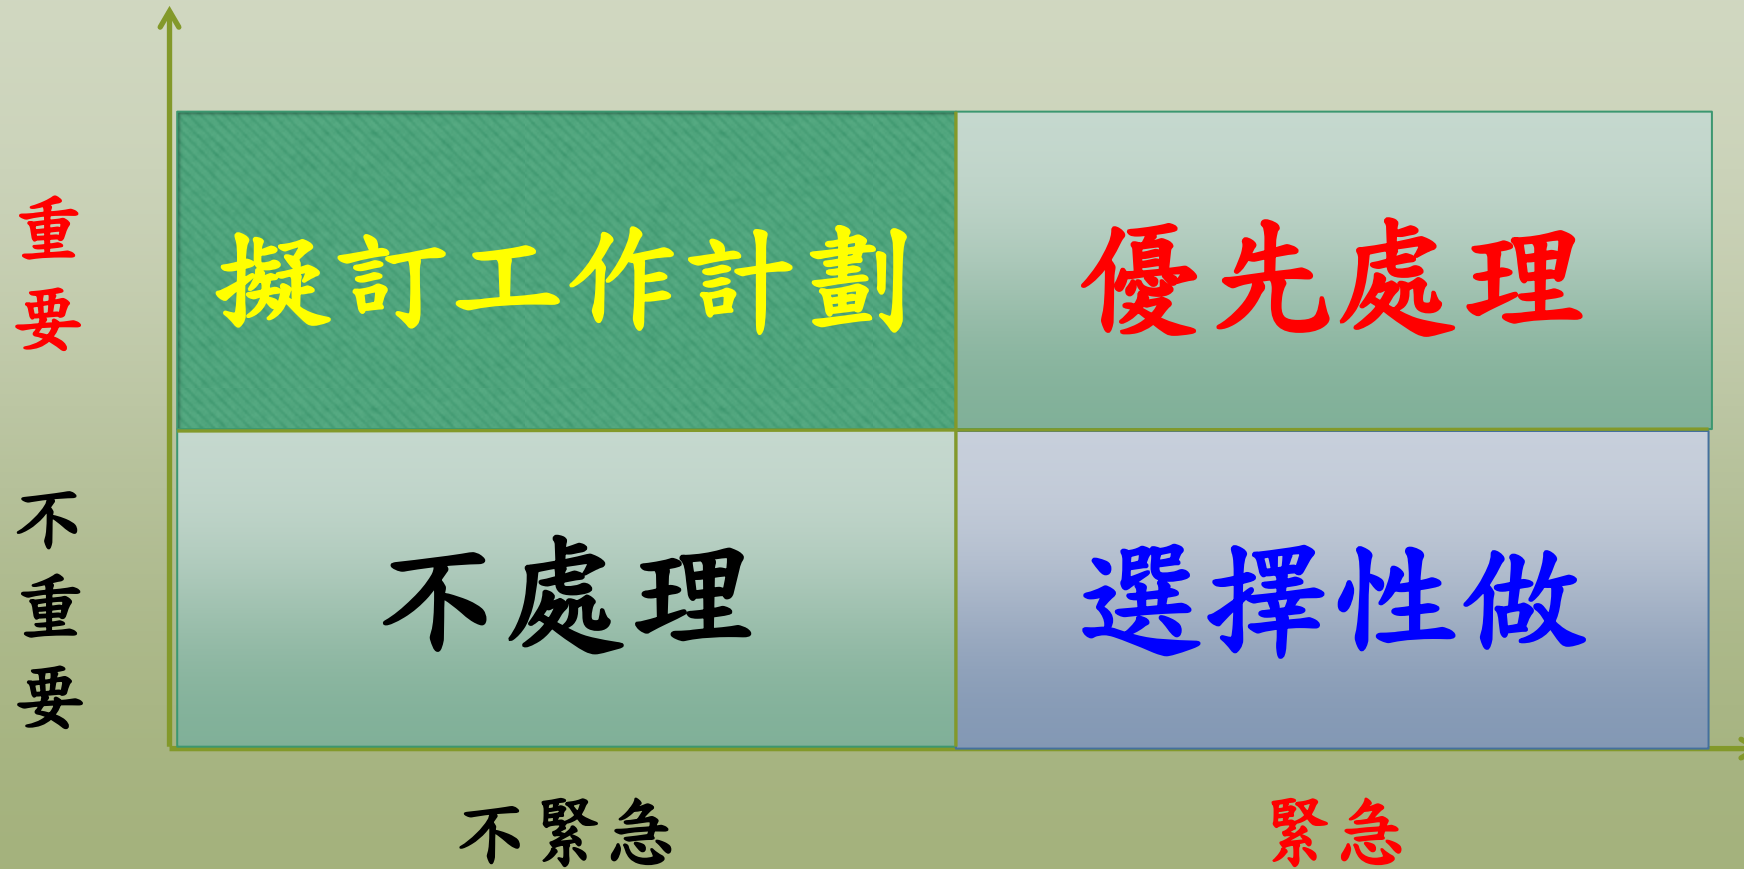 重要
擬訂工作計劃
優先處理
不重要
不處理
選擇性做
不緊急
緊急